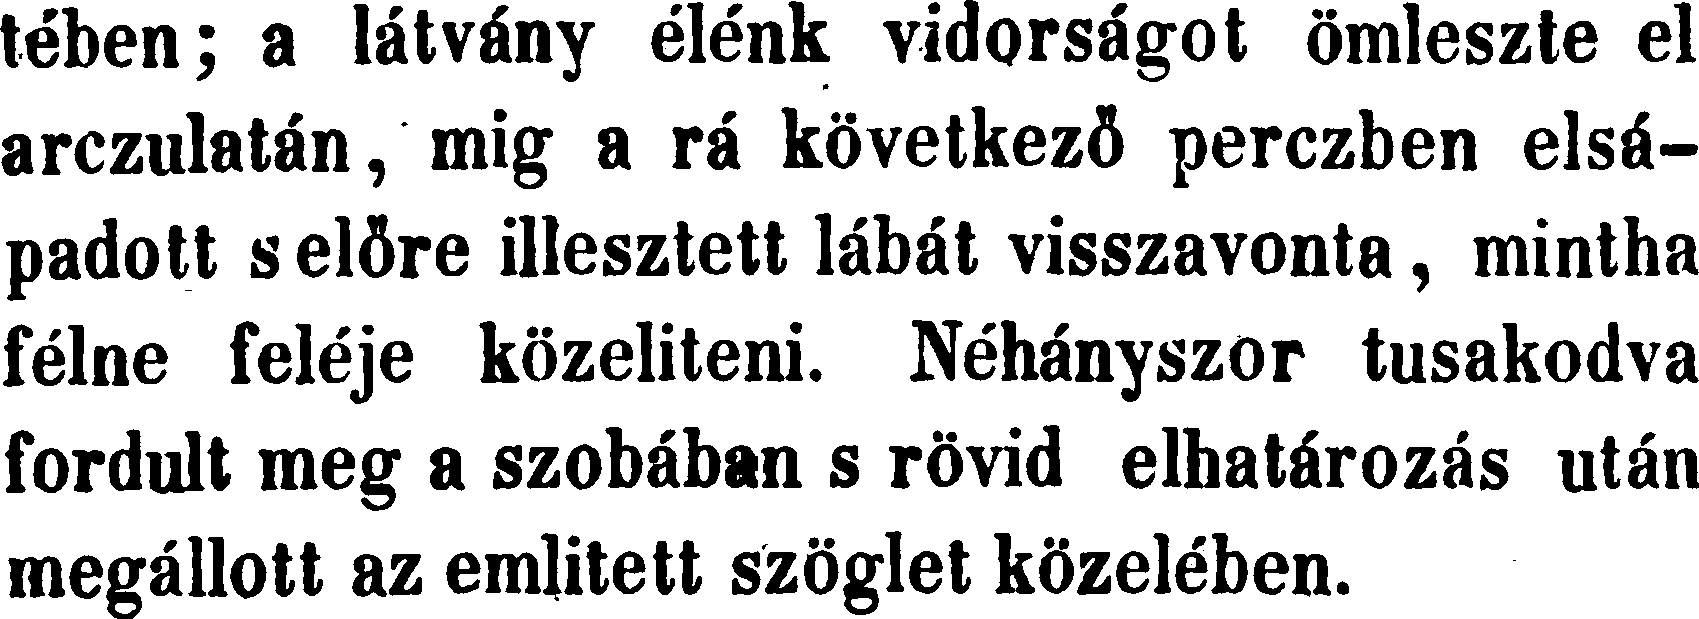 tében; a látvány élénk vidorságot ömleszte el
arczulatán, mig a rá következő perczben elsá-
padott s előre illesztett lábát visszavonta, mintha
félne feléje közeliteni. Néhányszor tusakodva
fordult meg a szobában s rövid elhatározás után
megállott az emlitett szöglet közelében.